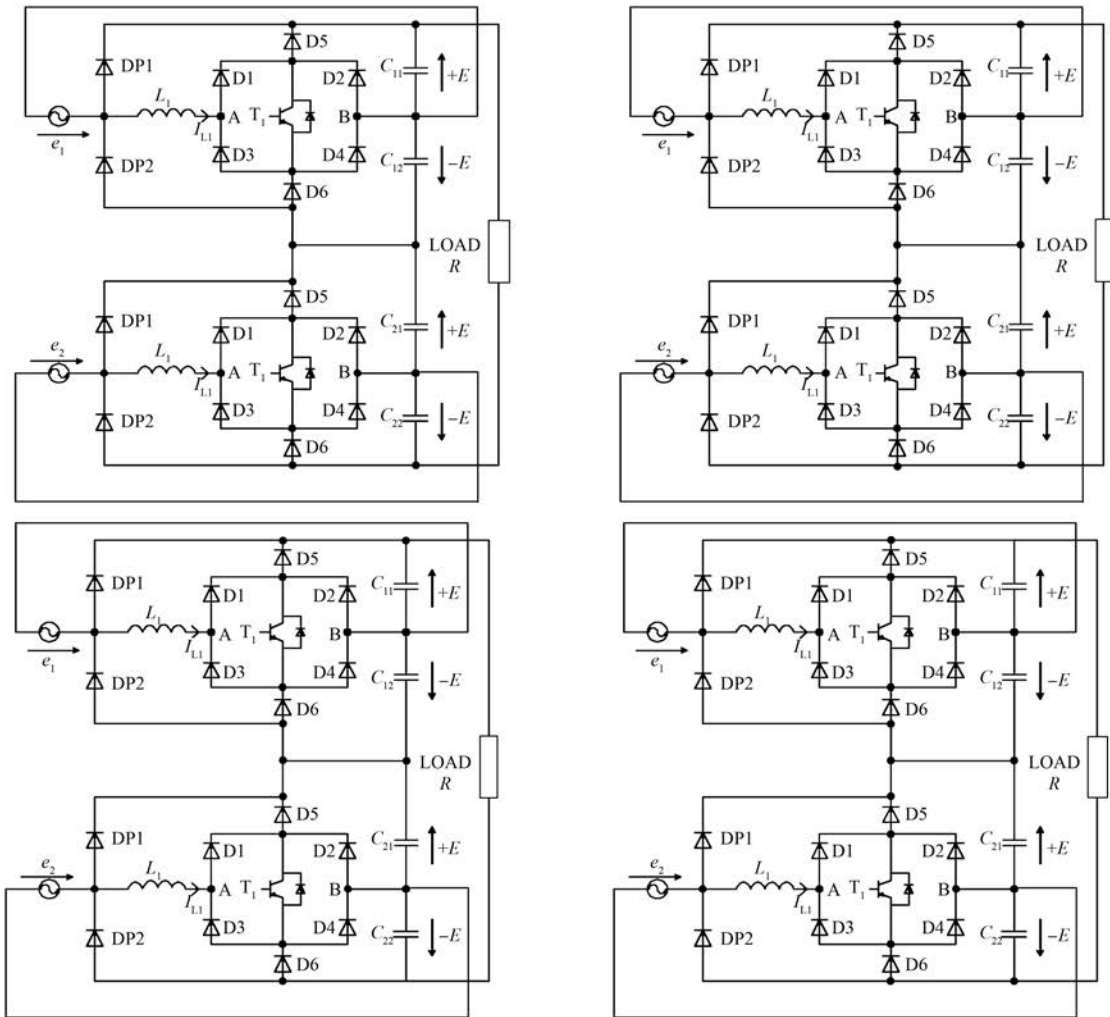 D5
DP1
D1
D2
C11
+E
L1
A
T1
B
e1
IL1
DP2
D3
D4
C12
−E
D6
LOAD
R
D5
DP1
D1
D2
C21
+E
e2
L1
A
T1
B
IL1
DP2
D3
D4
C22
−E
D6
D5
DP1
D1
D2
C11
+E
L1
A
T1
B
e1
IL1
DP2
D3
D4
C12
−E
D6
LOAD
R
D5
DP1
D1
D2
C21
+E
e2
L1
A
T1
B
IL1
DP2
D3
D4
C22
−E
D6
D5
DP1
D1
D2
C11
+E
L1
A
T1
B
e1
IL1
DP2
D3
D4
C12
−E
D6
LOAD
R
D5
DP1
D1
D2
C21
+E
e2
L1
A
T1
B
IL1
DP2
D3
D4
C22
−E
D6
D5
DP1
D1
D2
C11
+E
L1
A
T1
B
e1
IL1
DP2
D3
D4
C12
−E
D6
LOAD
R
D5
DP1
D1
D2
C21
+E
e2
L1
A
T1
B
IL1
DP2
D3
D4
C22
−E
D6